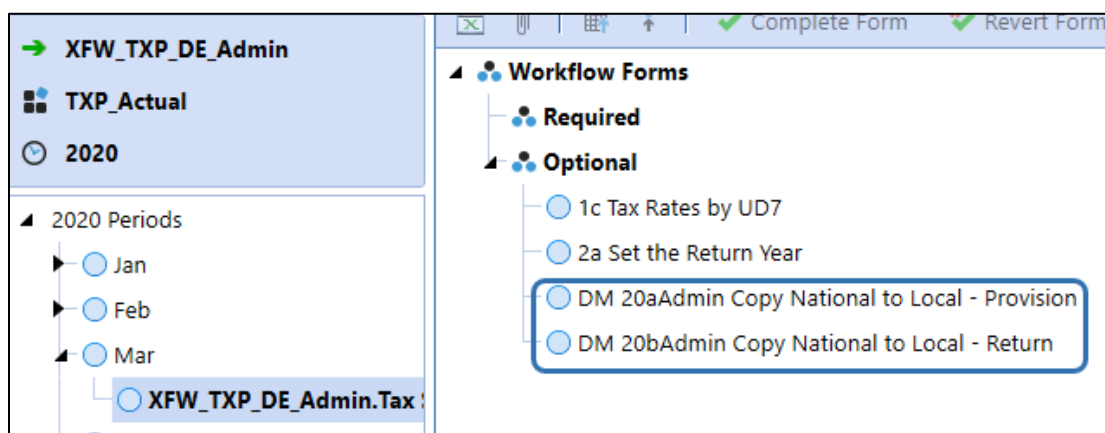 XFW_TXP_DE_Admin
TXP_Actual
2020
2020 Periods
Jan
Feb
Mar
XFW_TXP_DE_Admin.Tax
Complete Form
Revert Form
Workflow Forms
Required
Optional
1c Tax Rates by UD7
2a Set the Return Year
DM 20aAdmin Copy National to Local - Provision
DM 20bAdmin Copy National to Local - Return